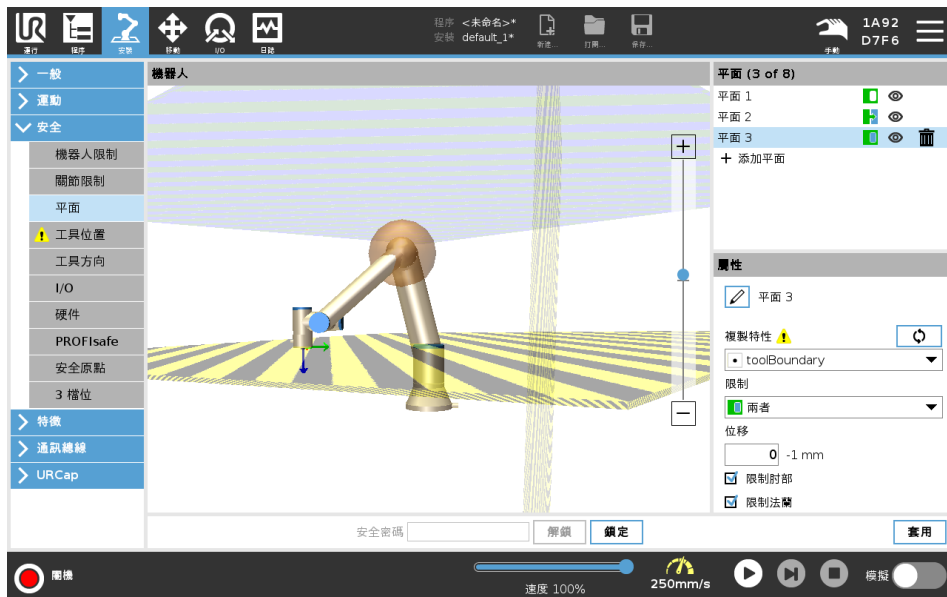 程序 <未命名>*
安裝 default_1*
運行
程序
安裝
移動
I/O
日誌
新建...
打開...
保存...
手動
1A92
D7F6
一般
運動
安全
機器人限制
關節限制
平面
工具位置
工具方向
I/O
硬件
PROFIsafe
安全原點
3 檔位
特徵
通訊總線
URCap
機器人
平面 (3 of 8)
平面 1
平面 2
平面 3
添加平面
屬性
平面 3
複製特性
toolBoundary
限制
兩者
位移
0 -1 mm
限制肘部
限制法蘭
安全密碼
解鎖
鎖定
套用
關機
速度 100%
250mm/s
模擬